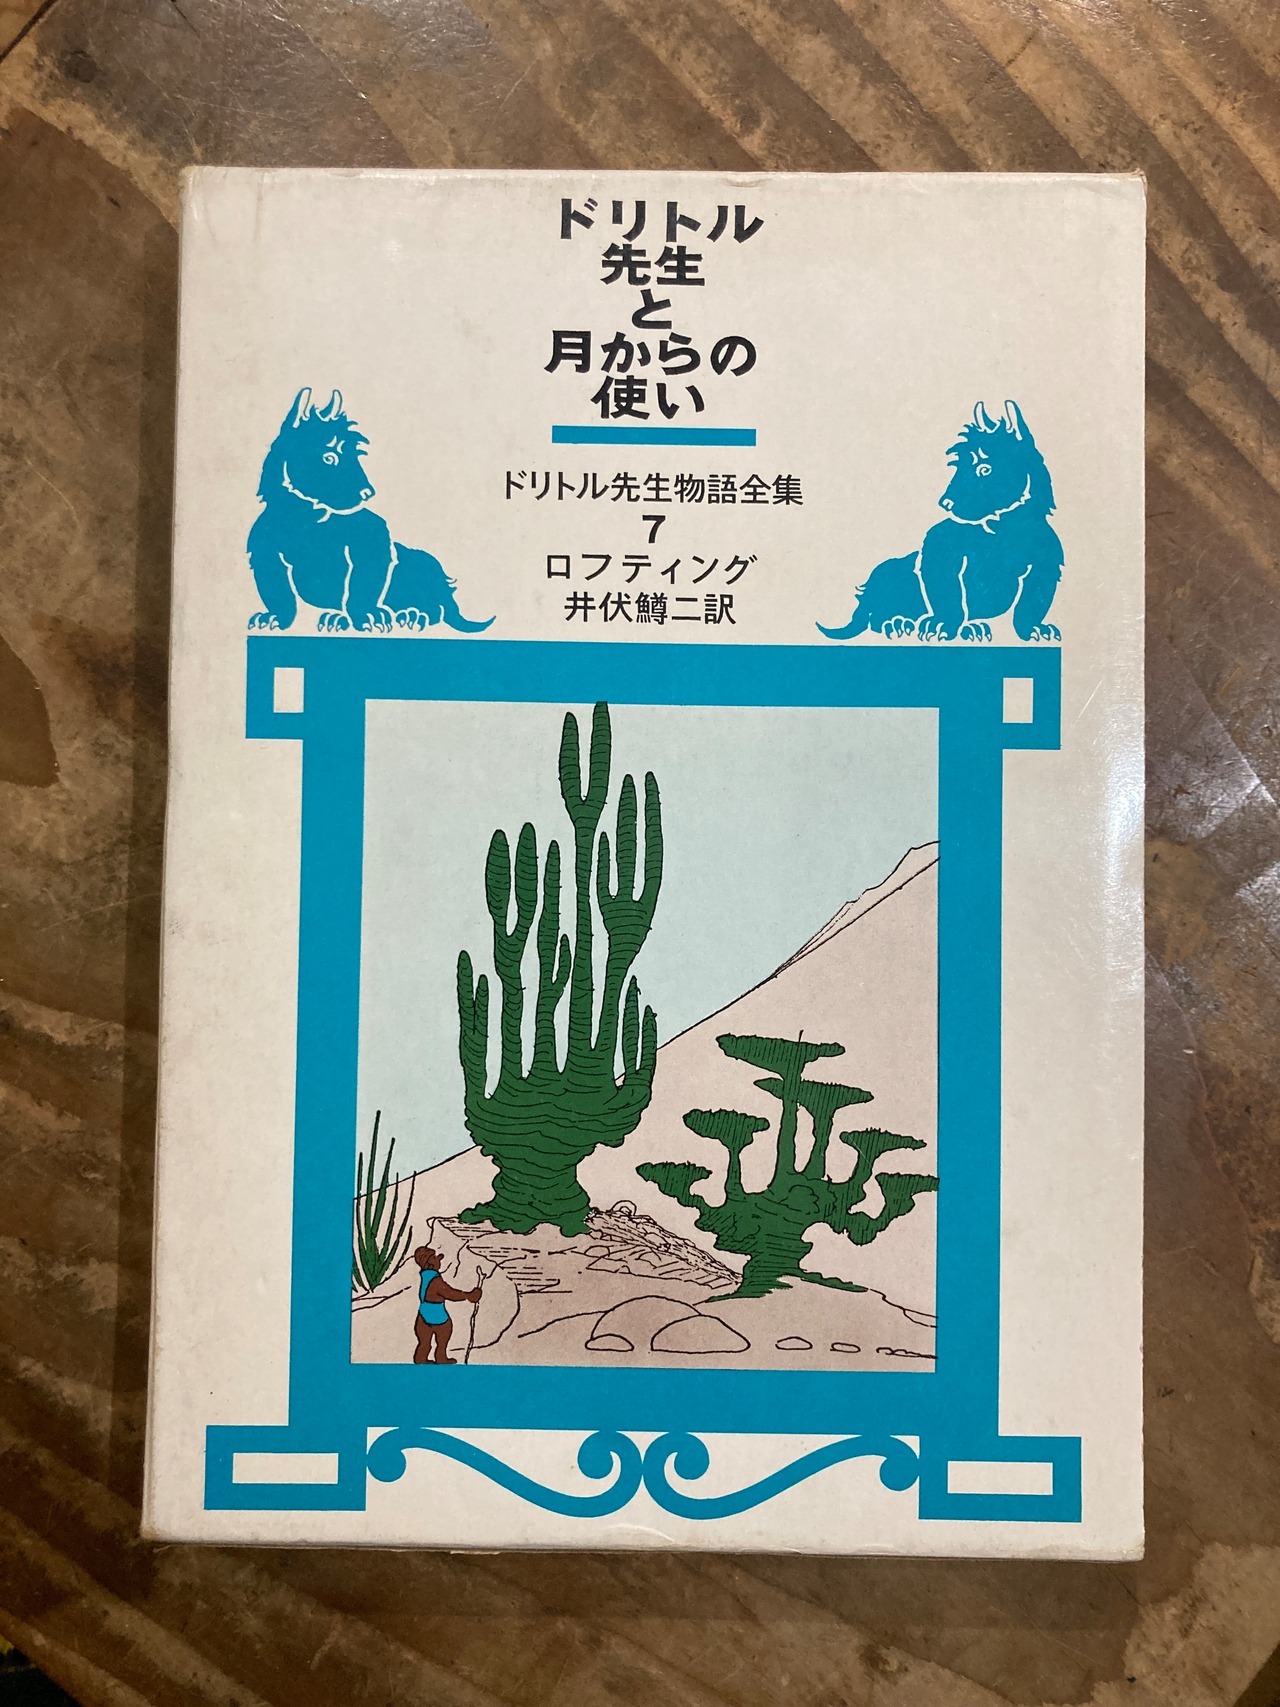 ドリトル
先生
と
月からの
使い
ドリトル先生物語全集
7
ロフティング
井伏鱒二訳